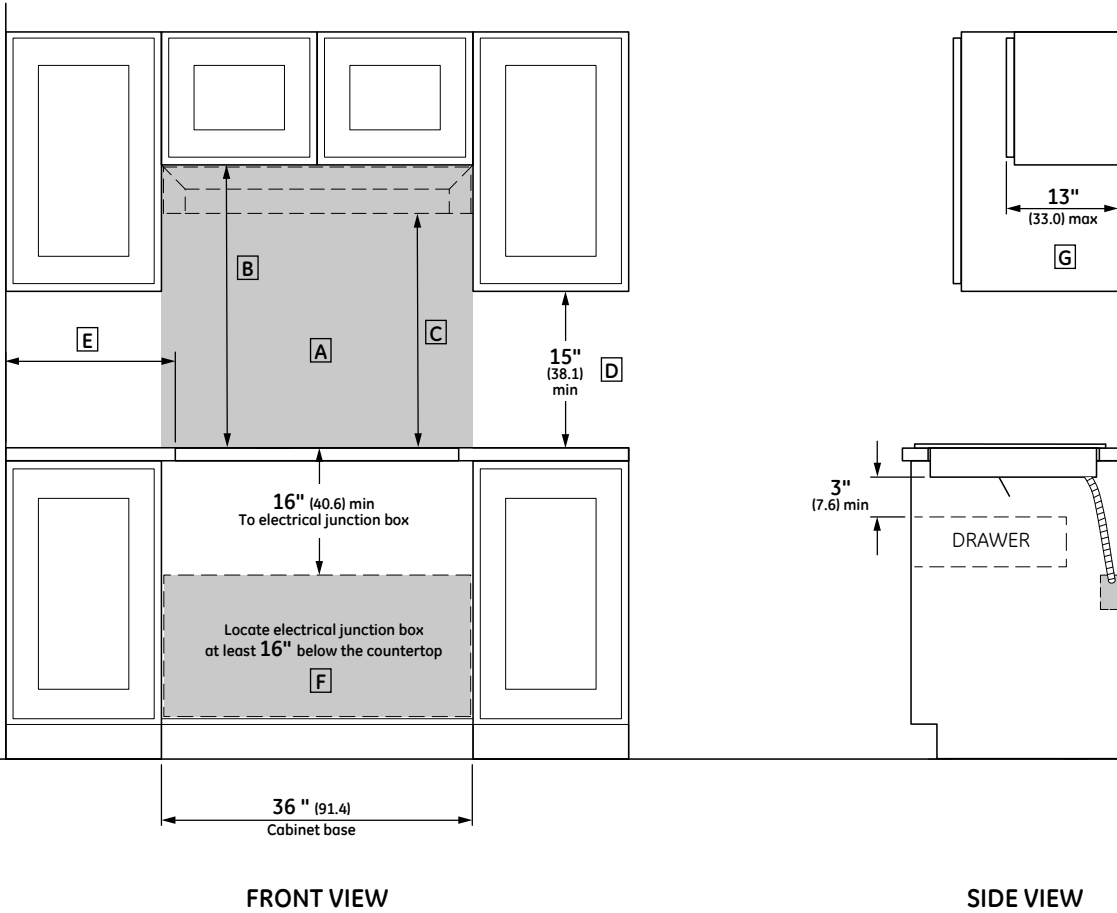 13"
(33.0) max
G
B
E
C
A
15"
(38.1)
min
D
16" (40.6) min
To electrical junction box
3"
(7.6) min
DRAWER
Locate electrical junction box
at least 16" below the countertop
F
36 " (91.4)
Cabinet base
FRONT VIEW
SIDE VIEW